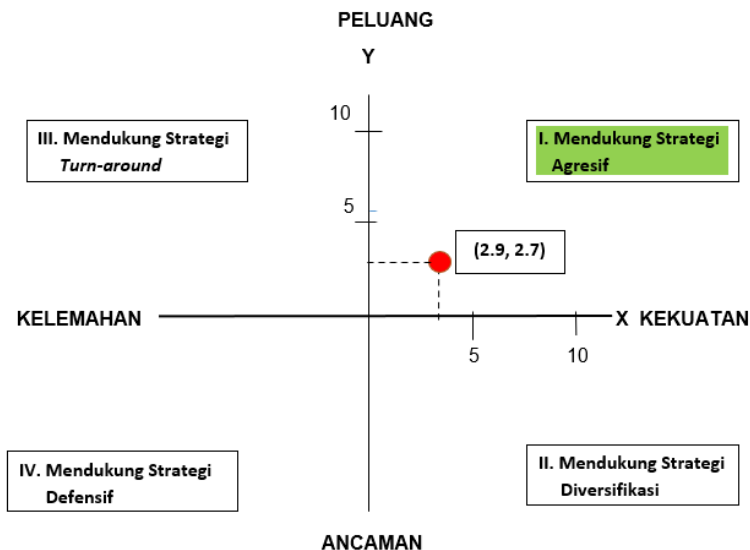 PELUANG
Y
10
III. Mendukung Strategi
Turn-around
I. Mendukung Strategi
Agresif
5
(2.9, 2.7)
KELEMAHAN
X KEKUATAN
5
10
IV. Mendukung Strategi
Defensif
II. Mendukung Strategi
Diversifikasi
ANCAMAN